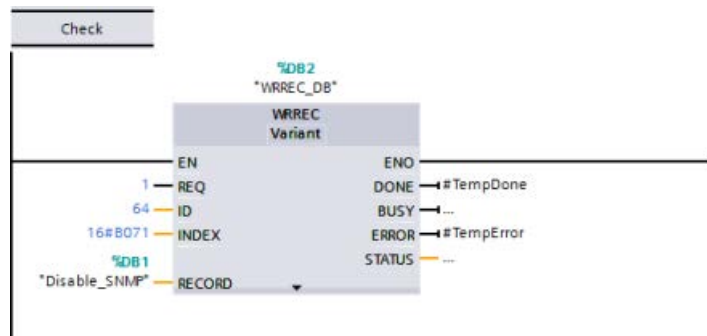 Check
%DB2
"WRREC_DB"
WRREC
Variant
EN ENO
1 REQ DONE #TempDone
64 ID BUSY ...
16#B071 INDEX ERROR #TempError
%DB1 STATUS ...
"Disable_SNMP" RECORD